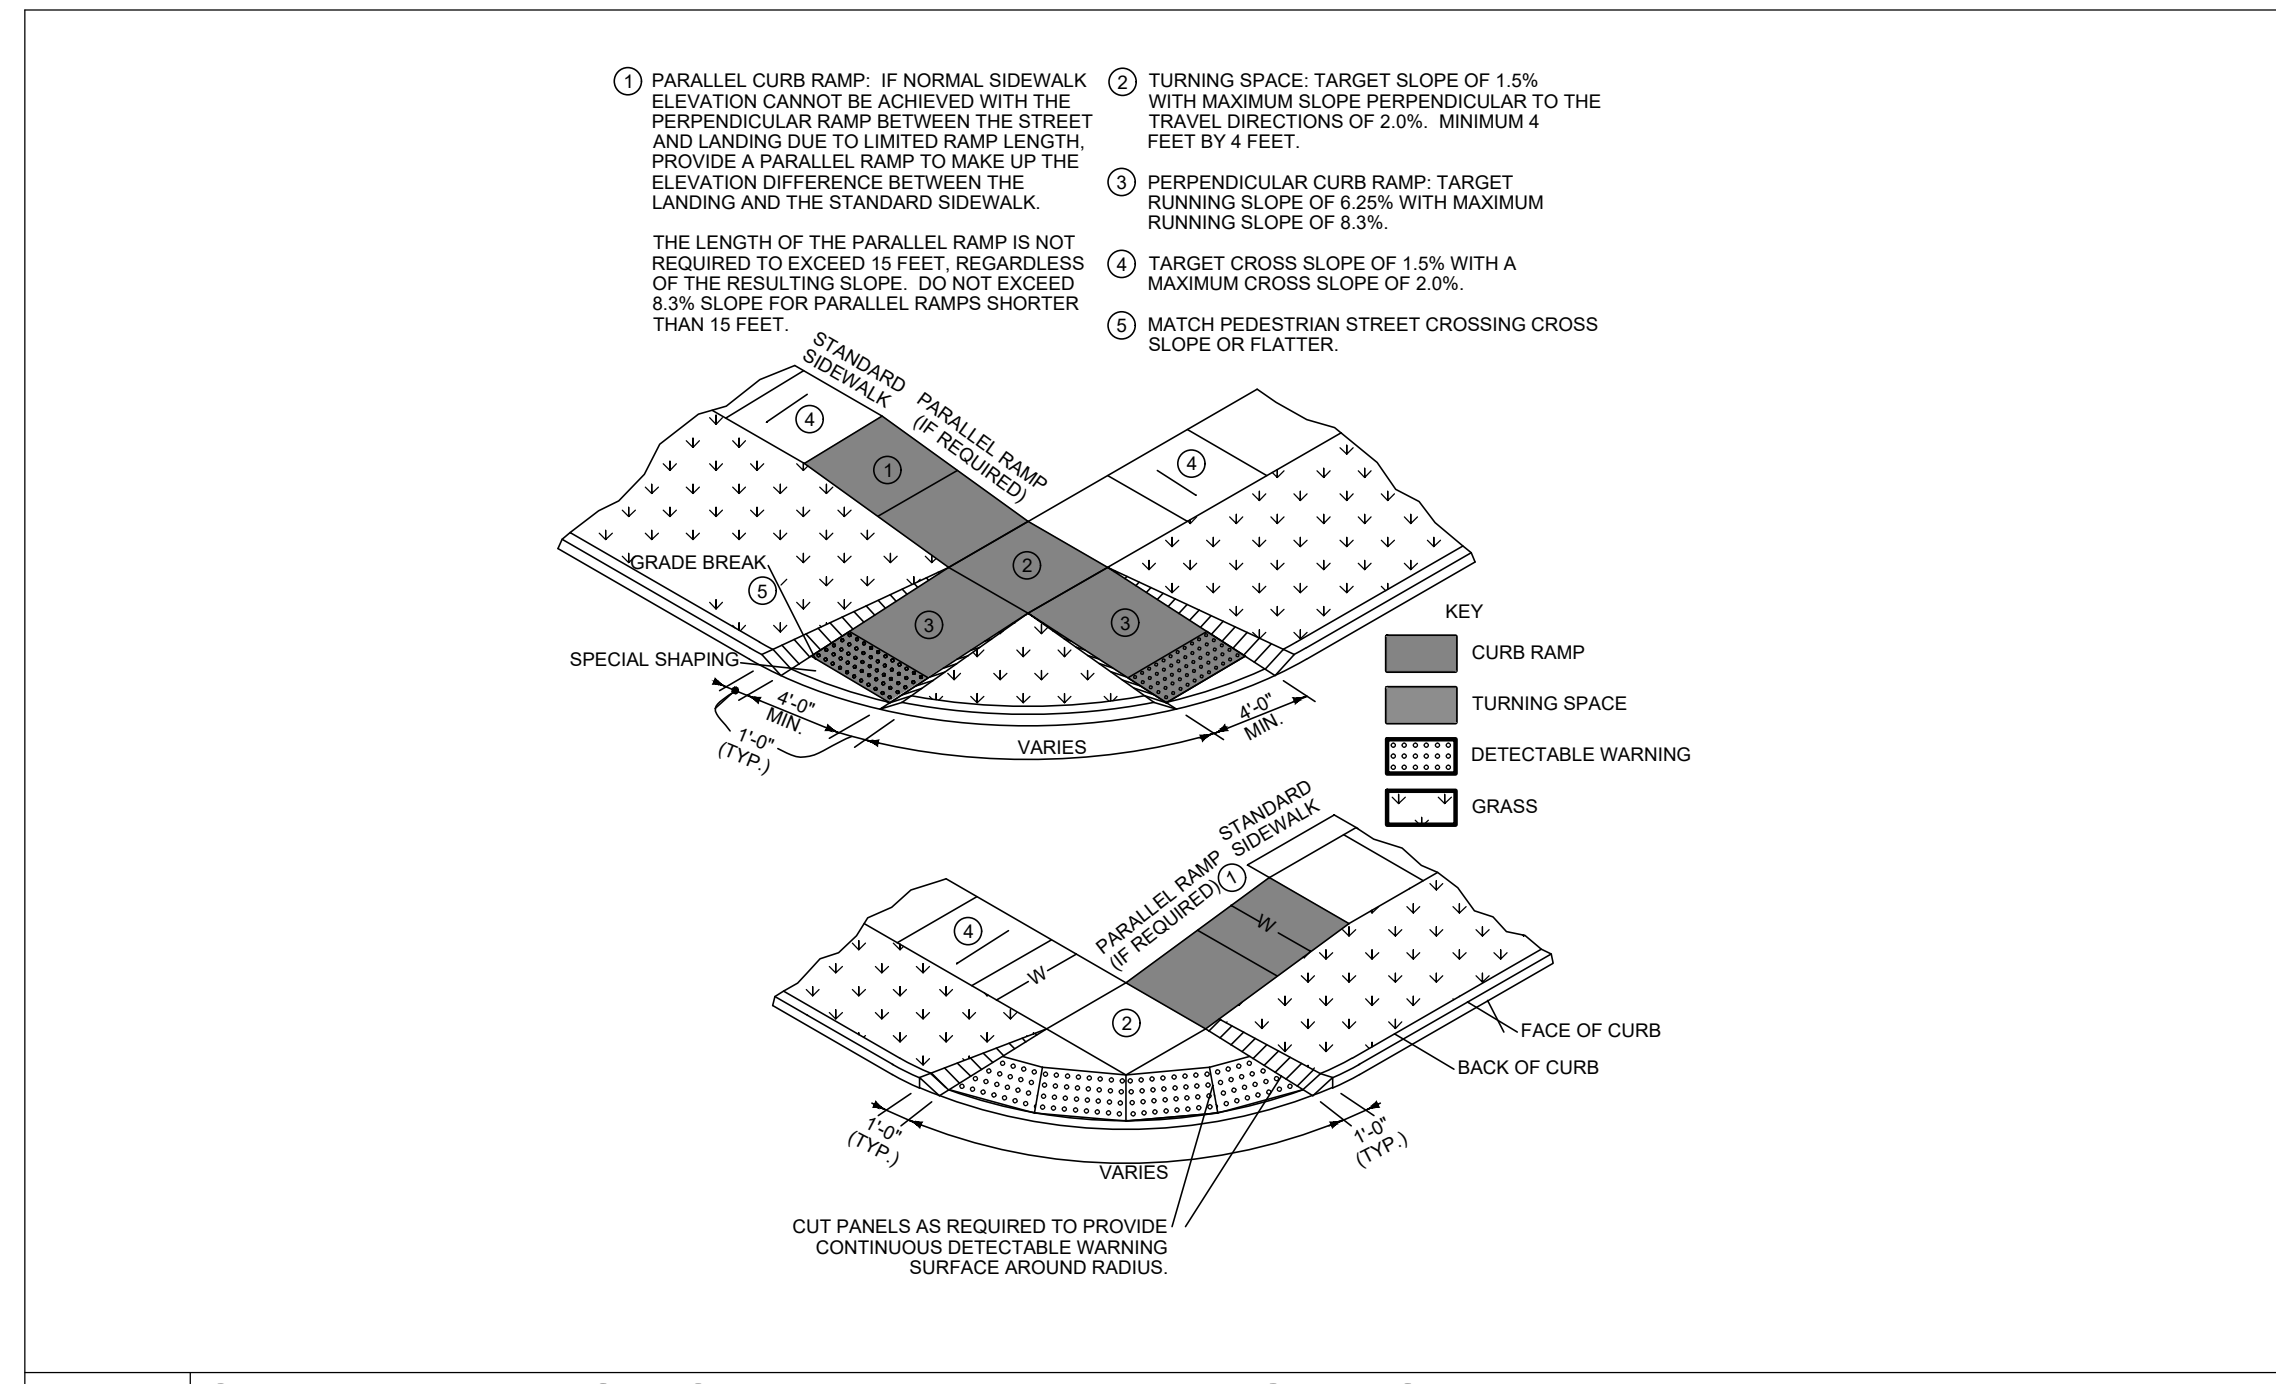 ① PARALLEL CURB RAMP: IF NORMAL SIDEWALK
ELEVATION CANNOT BE ACHIEVED WITH THE
PERPENDICULAR RAMP BETWEEN THE STREET
AND LANDING DUE TO LIMITED RAMP LENGTH,
PROVIDE A PARALLEL RAMP TO MAKE UP THE
ELEVATION DIFFERENCE BETWEEN THE
LANDING AND THE STANDARD SIDEWALK.
THE LENGTH OF THE PARALLEL RAMP IS NOT
REQUIRED TO EXCEED 15 FEET, REGARDLESS
OF THE RESULTING SLOPE. DO NOT EXCEED
8.3% SLOPE FOR PARALLEL RAMPS SHORTER
THAN 15 FEET.
② TURNING SPACE: TARGET SLOPE OF 1.5%
WITH MAXIMUM SLOPE PERPENDICULAR TO THE
TRAVEL DIRECTIONS OF 2.0%. MINIMUM 4
FEET BY 4 FEET.
③ PERPENDICULAR CURB RAMP: TARGET
RUNNING SLOPE OF 6.25% WITH MAXIMUM
RUNNING SLOPE OF 8.3%.
④ TARGET CROSS SLOPE OF 1.5% WITH A
MAXIMUM CROSS SLOPE OF 2.0%.
⑤ MATCH PEDESTRIAN STREET CROSSING CROSS
SLOPE OR FLATTER.
STANDARD
SIDEWALK
PARALLEL RAMP
(IF REQUIRED)
④
①
④
②
GRADE BREAK
⑤
③
③
SPECIAL SHAPING
4'-0"
MIN.
1'-0"
(TYP.)
VARIES
4'-0"
MIN.
KEY
CURB RAMP
TURNING SPACE
DETECTABLE WARNING
GRASS
STANDARD
SIDEWALK
PARALLEL RAMP
(IF REQUIRED)
①
④
W
W
②
FACE OF CURB
BACK OF CURB
1'-0"
(TYP.)
VARIES
1'-0"
(TYP.)
CUT PANELS AS REQUIRED TO PROVIDE
CONTINUOUS DETECTABLE WARNING
SURFACE AROUND RADIUS.